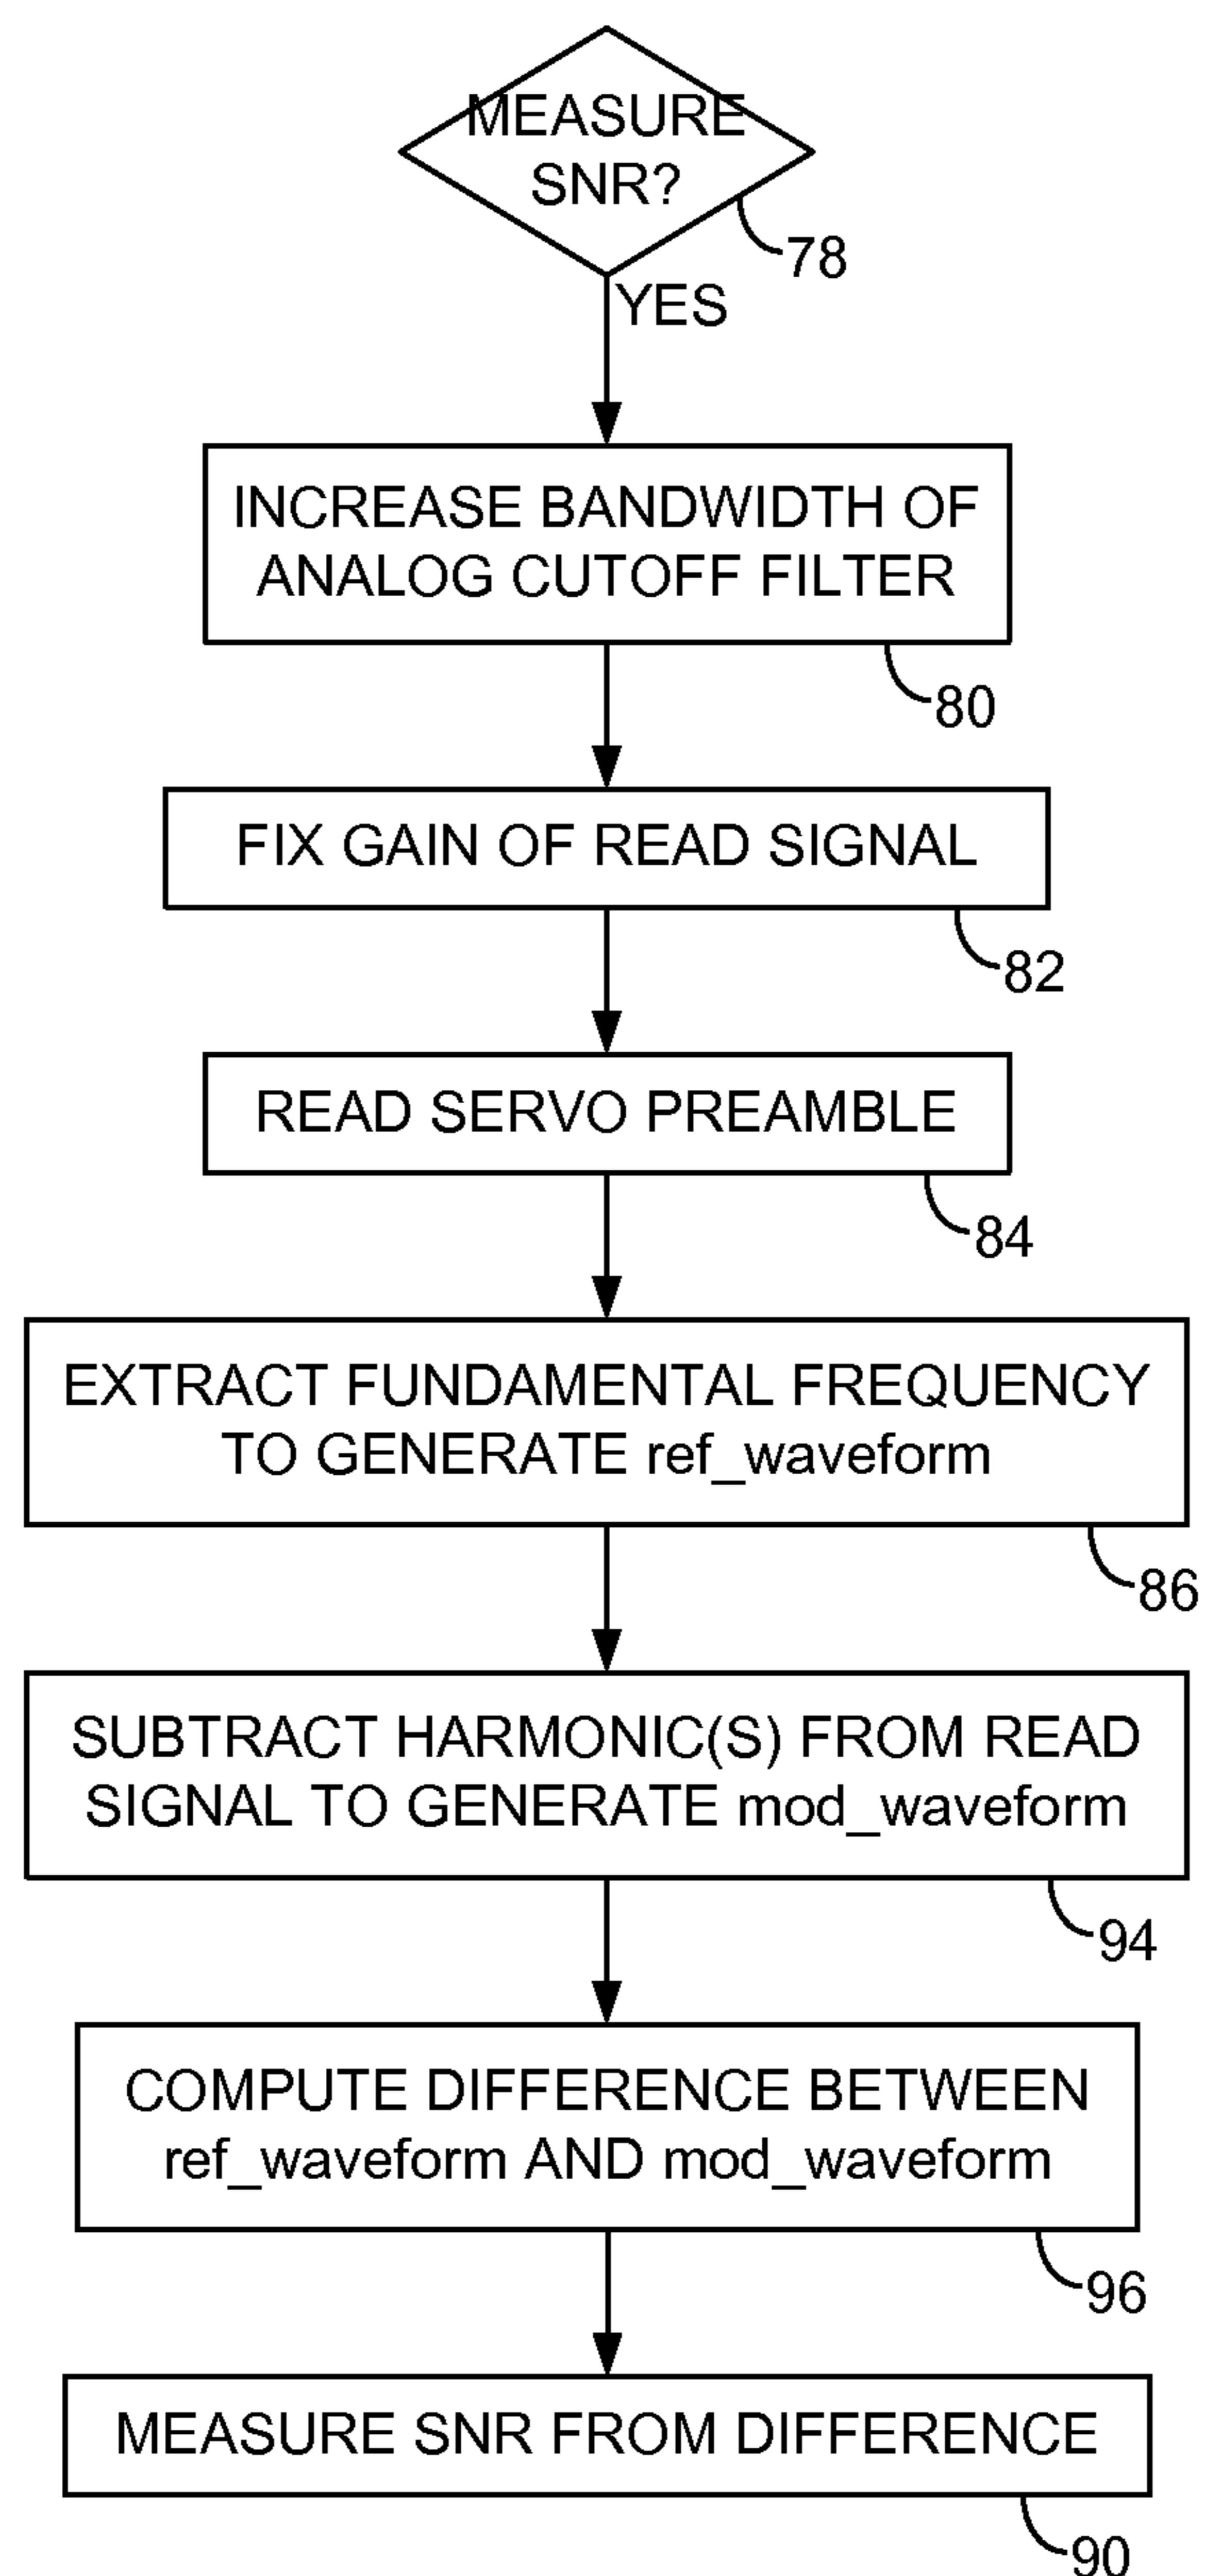 MEASURE
SNR?
78
YES
INCREASE BANDWIDTH OF
ANALOG CUTOFF FILTER
80
FIX GAIN OF READ SIGNAL
82
READ SERVO PREAMBLE
84
EXTRACT FUNDAMENTAL FREQUENCY
TO GENERATE ref_waveform
86
SUBTRACT HARMONIC(S) FROM READ
SIGNAL TO GENERATE mod_waveform
94
COMPUTE DIFFERENCE BETWEEN
ref_waveform AND mod_waveform
96
MEASURE SNR FROM DIFFERENCE
90